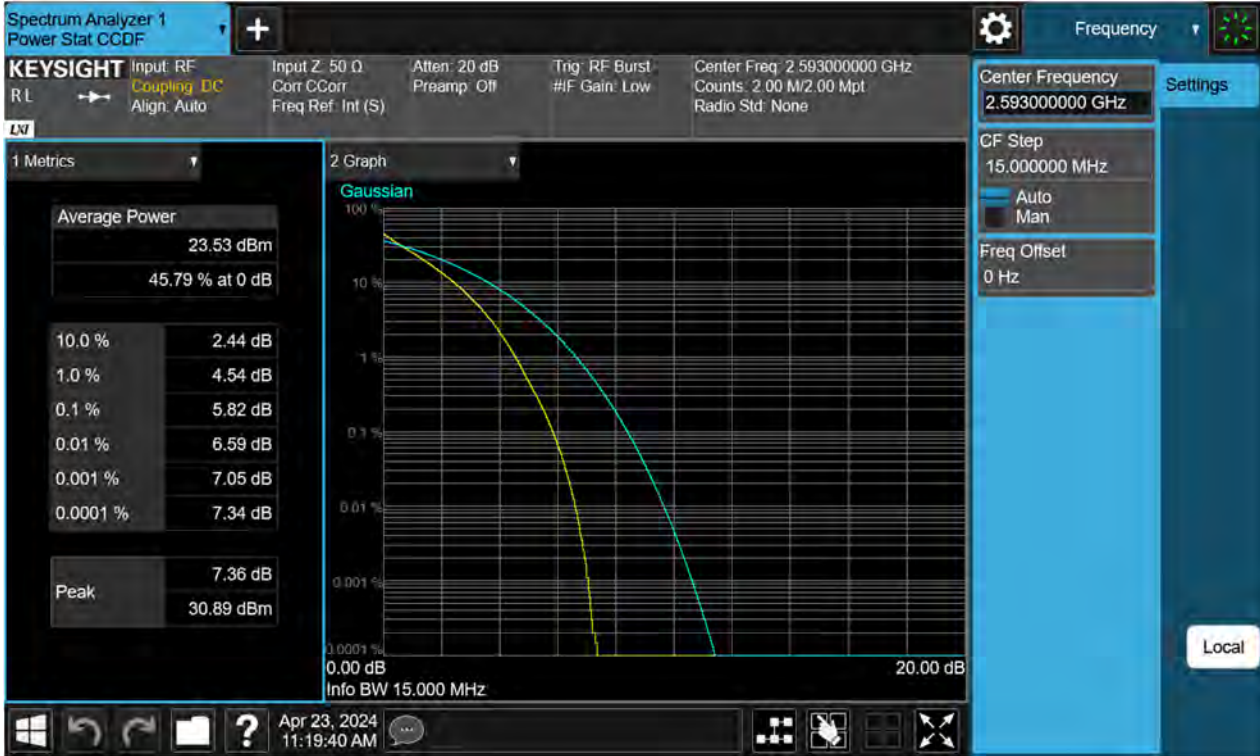 Spectrum Analyzer 1
Power Stat CCDF
+
Frequency
KEYSIGHT
R L
LXI
Input: RF
Coupling: DC
Align: Auto
Input Z: 50 Ω
Corr CCorr
Freq Ref: Int (S)
Atten: 20 dB
Preamp: Off
Trig: RF Burst
#IF Gain: Low
Center Freq: 2.593000000 GHz
Counts: 2.00 M/2.00 Mpt
Radio Std: None
Center Frequency
2.593000000 GHz
Settings
CF Step
15.000000 MHz
Auto
Man
Freq Offset
0 Hz
Local
1 Metrics
Average Power
23.53 dBm
45.79 % at 0 dB
10.0 % 2.44 dB
1.0 % 4.54 dB
0.1 % 5.82 dB
0.01 % 6.59 dB
0.001 % 7.05 dB
0.0001 % 7.34 dB
Peak
7.36 dB
30.89 dBm
2 Graph
Gaussian
100 %
10 %
1 %
0.1 %
0.01 %
0.001 %
0.0001 %
0.00 dB 20.00 dB
Info BW 15.000 MHz
?
Apr 23, 2024
11:19:40 AM